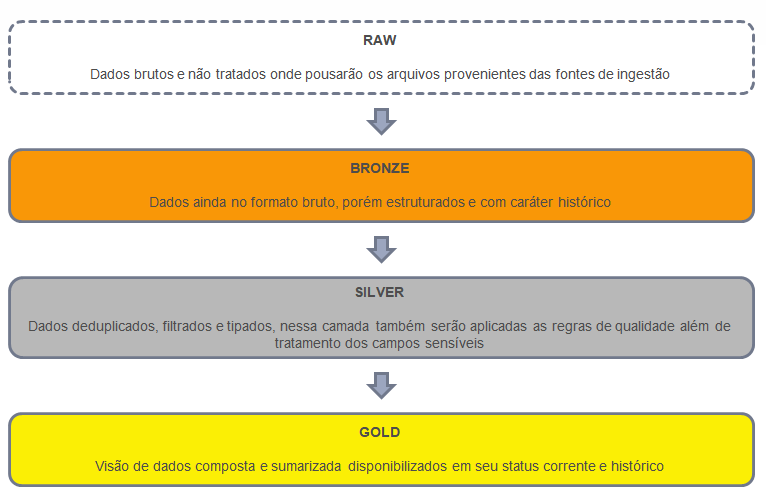 RAW
Dados brutos e não tratados onde pousarão os arquivos provenientes das fontes de ingestão
BRONZE
Dados ainda no formato bruto, porém estruturados e com caráter histórico
SILVER
Dados deduplicados, filtrados e tipados, nessa camada também serão aplicadas as regras de qualidade além de
tratamento dos campos sensíveis
GOLD
Visão de dados composta e sumarizada disponibilizados em seu status corrente e histórico